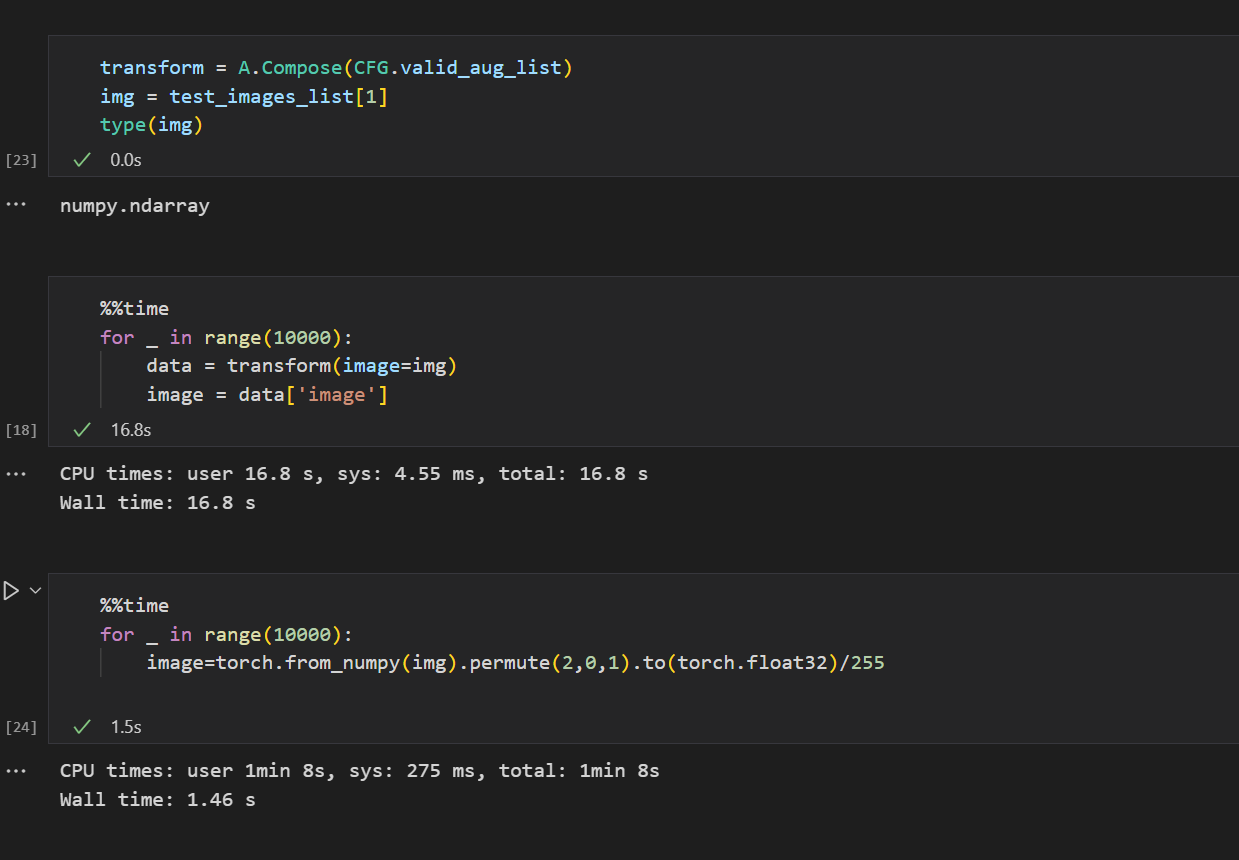 transform = A.Compose(CFG.valid_aug_list)
img = test_images_list[1]
type(img)
[23] ✓ 0.0s
... numpy.ndarray
%%time
for _ in range(10000):
    data = transform(image=img)
    image = data['image']
[18] ✓ 16.8s
... CPU times: user 16.8 s, sys: 4.55 ms, total: 16.8 s
Wall time: 16.8 s
%%time
for _ in range(10000):
    image=torch.from_numpy(img).permute(2,0,1).to(torch.float32)/255
[24] ✓ 1.5s
... CPU times: user 1min 8s, sys: 275 ms, total: 1min 8s
Wall time: 1.46 s